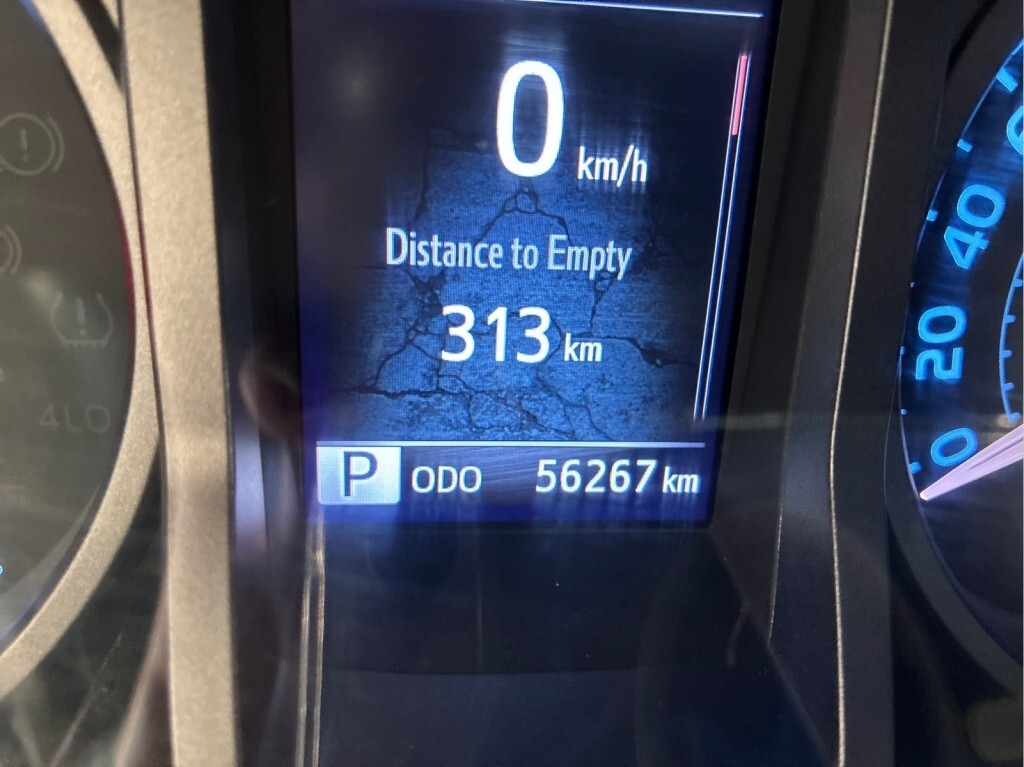 0 km/h
Distance to Empty
313 km
P ODO 56267 km
4LO
40
20
0